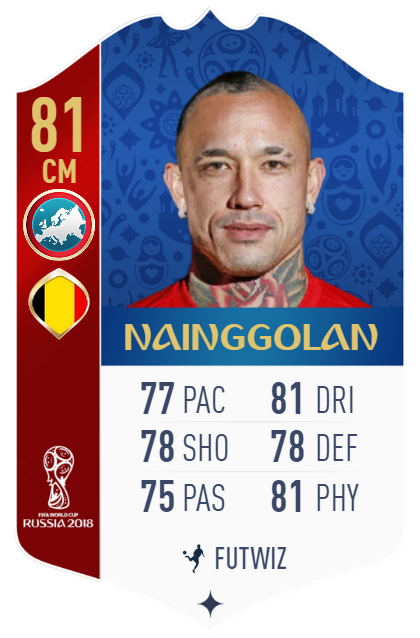 81
CM
NAINGGOLAN
77 PAC 81 DRI
78 SHO 78 DEF
75 PAS 81 PHY
FIFA WORLD CUP
RUSSIA 2018
FUTWIZ